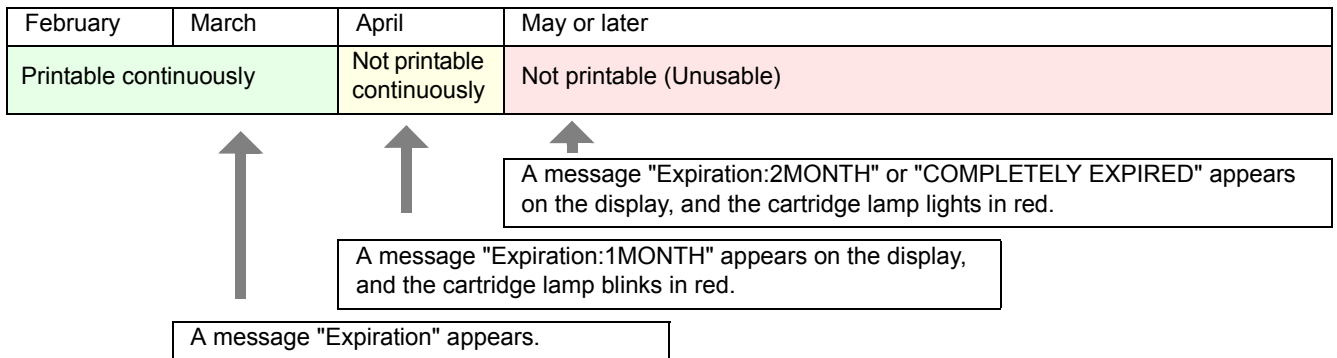 February
March
April
May or later
Printable continuously
Not printable
continuously
Not printable (Unusable)
A message "Expiration:2MONTH" or "COMPLETELY EXPIRED" appears
on the display, and the cartridge lamp lights in red.
A message "Expiration:1MONTH" appears on the display,
and the cartridge lamp blinks in red.
A message "Expiration" appears.